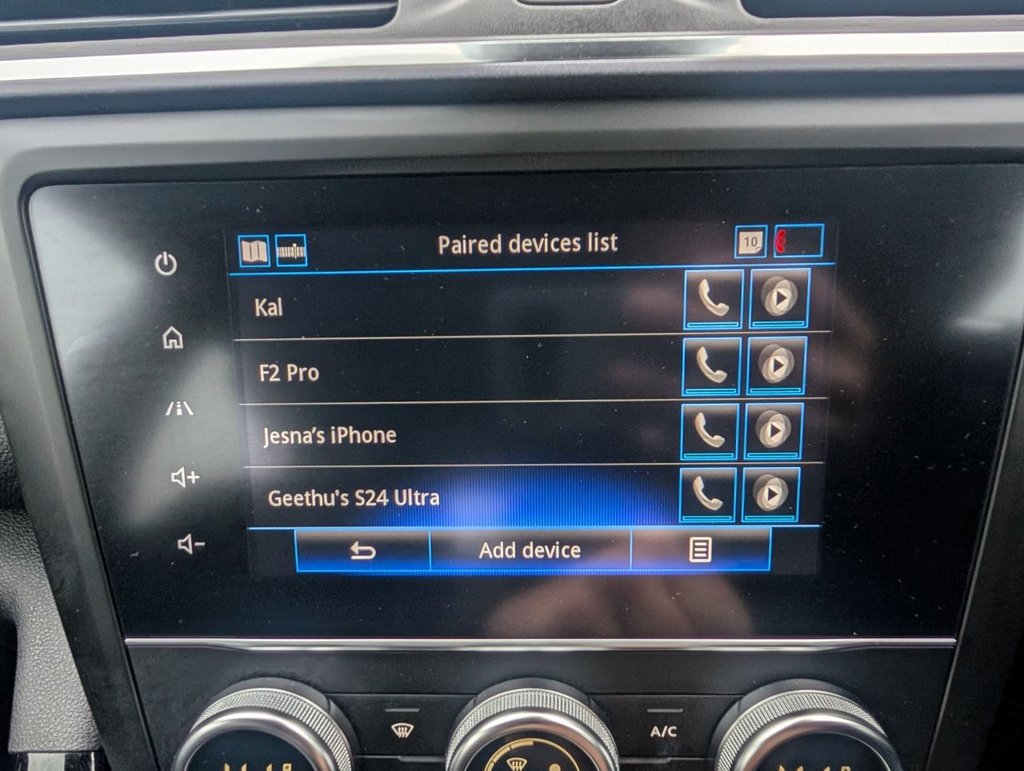 Paired devices list
10
Kal
F2 Pro
Jesna's iPhone
Geethu's S24 Ultra
Add device
A/C